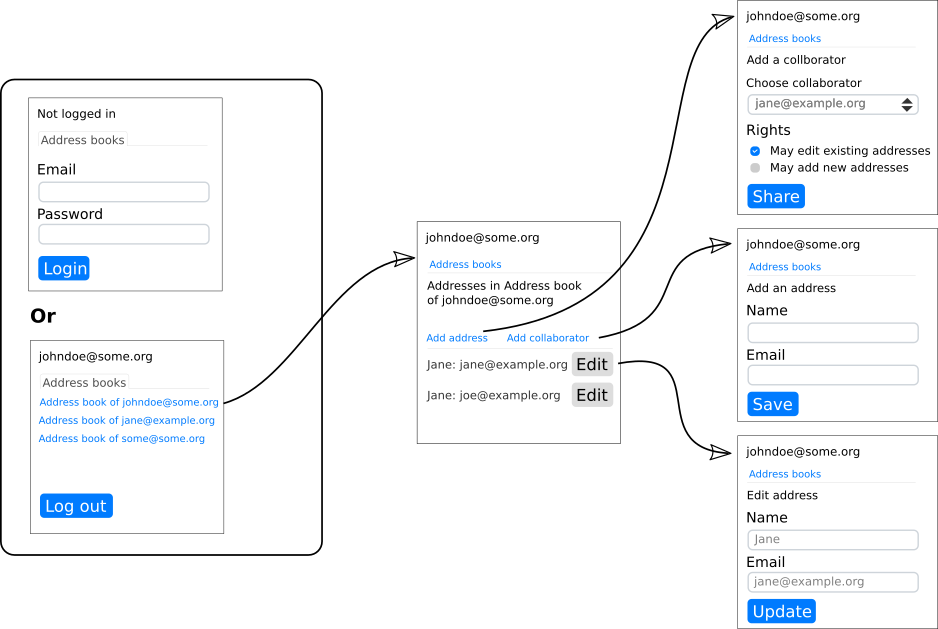 Not logged in
Address books
Email
Password
Login
Or
johndoe@some.org
Address books
Address book of johndoe@some.org
Address book of jane@example.org
Address book of some@some.org
Log out
johndoe@some.org
Address books
Addresses in Address book
of johndoe@some.org
Add address Add collaborator
Jane: jane@example.org Edit
Jane: joe@example.org Edit
johndoe@some.org
Address books
Add a collborator
Choose collaborator
jane@example.org
Rights
May edit existing addresses
May add new addresses
Share
johndoe@some.org
Address books
Add an address
Name
Email
Save
johndoe@some.org
Address books
Edit address
Name
Jane
Email
jane@example.org
Update